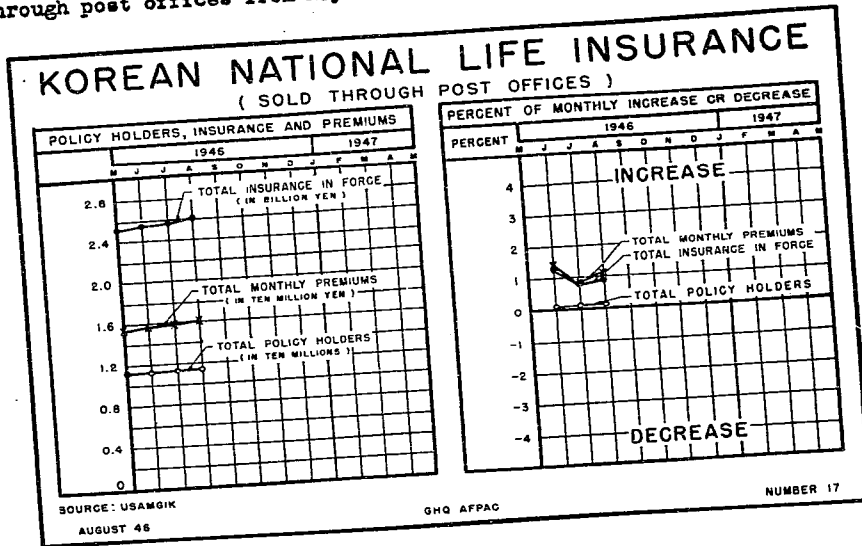 hrough post offices from
KOREAN NATIONAL LIFE INSURANCE
( SOLD THROUGH POST OFFICES )
POLICY HOLDERS, INSURANCE AND PREMIUMS
1946 1947
M J J A S O N D J F M A M
2.8
2.4
2.0
1.6
1.2
0.8
0.4
0
TOTAL INSURANCE IN FORCE
( IN BILLION YEN )
TOTAL MONTHLY PREMIUMS
( IN TEN MILLION YEN )
TOTAL POLICY HOLDERS
( IN TEN MILLIONS )
PERCENT OF MONTHLY INCREASE OR DECREASE
PERCENT 1946 1947
M J J A S O N D J F M A M
4
3
2
1
0
-1
-2
-3
-4
INCREASE
TOTAL MONTHLY PREMIUMS
TOTAL INSURANCE IN FORCE
TOTAL POLICY HOLDERS
DECREASE
SOURCE: USAMGIK
AUGUST 46
GHQ AFPAC
NUMBER 17